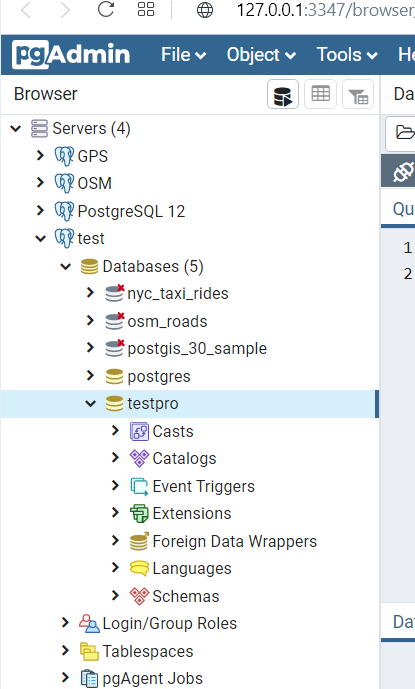 127.0.0.1:3347/browser
pgAdmin File Object Tools He
Browser
Da
Servers (4)
GPS
OSM
PostgreSQL 12
test
Databases (5)
nyc_taxi_rides
osm_roads
postgis_30_sample
postgres
testpro
Casts
Catalogs
Event Triggers
Extensions
Foreign Data Wrappers
Languages
Schemas
Login/Group Roles
Tablespaces
pgAgent Jobs
Qu
1
2
Dat